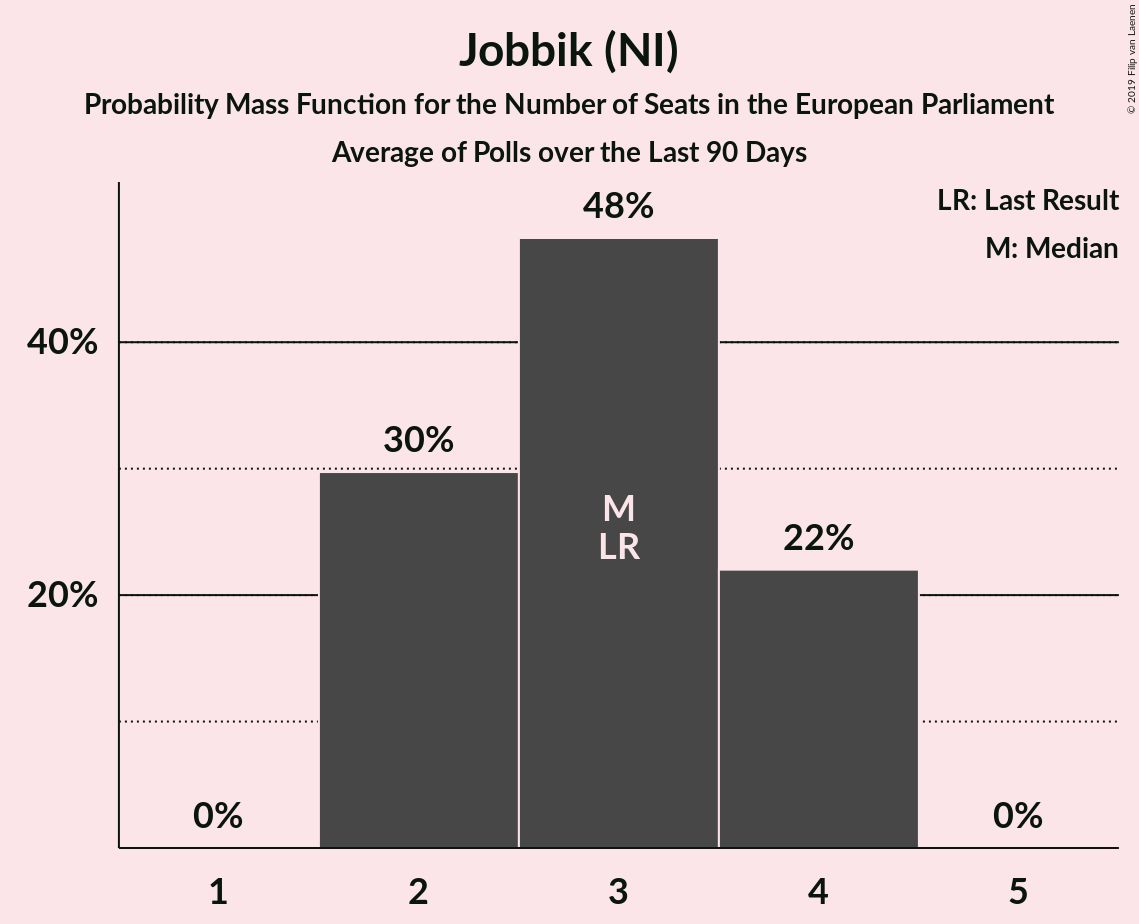 Jobbik (NI)
Probability Mass Function for the Number of Seats in the European Parliament
Average of Polls over the Last 90 Days
© 2019 Filip van Laenen
LR: Last Result
M: Median
48%
40%
30%
M
LR
22%
20%
0%
0%
1 2 3 4 5